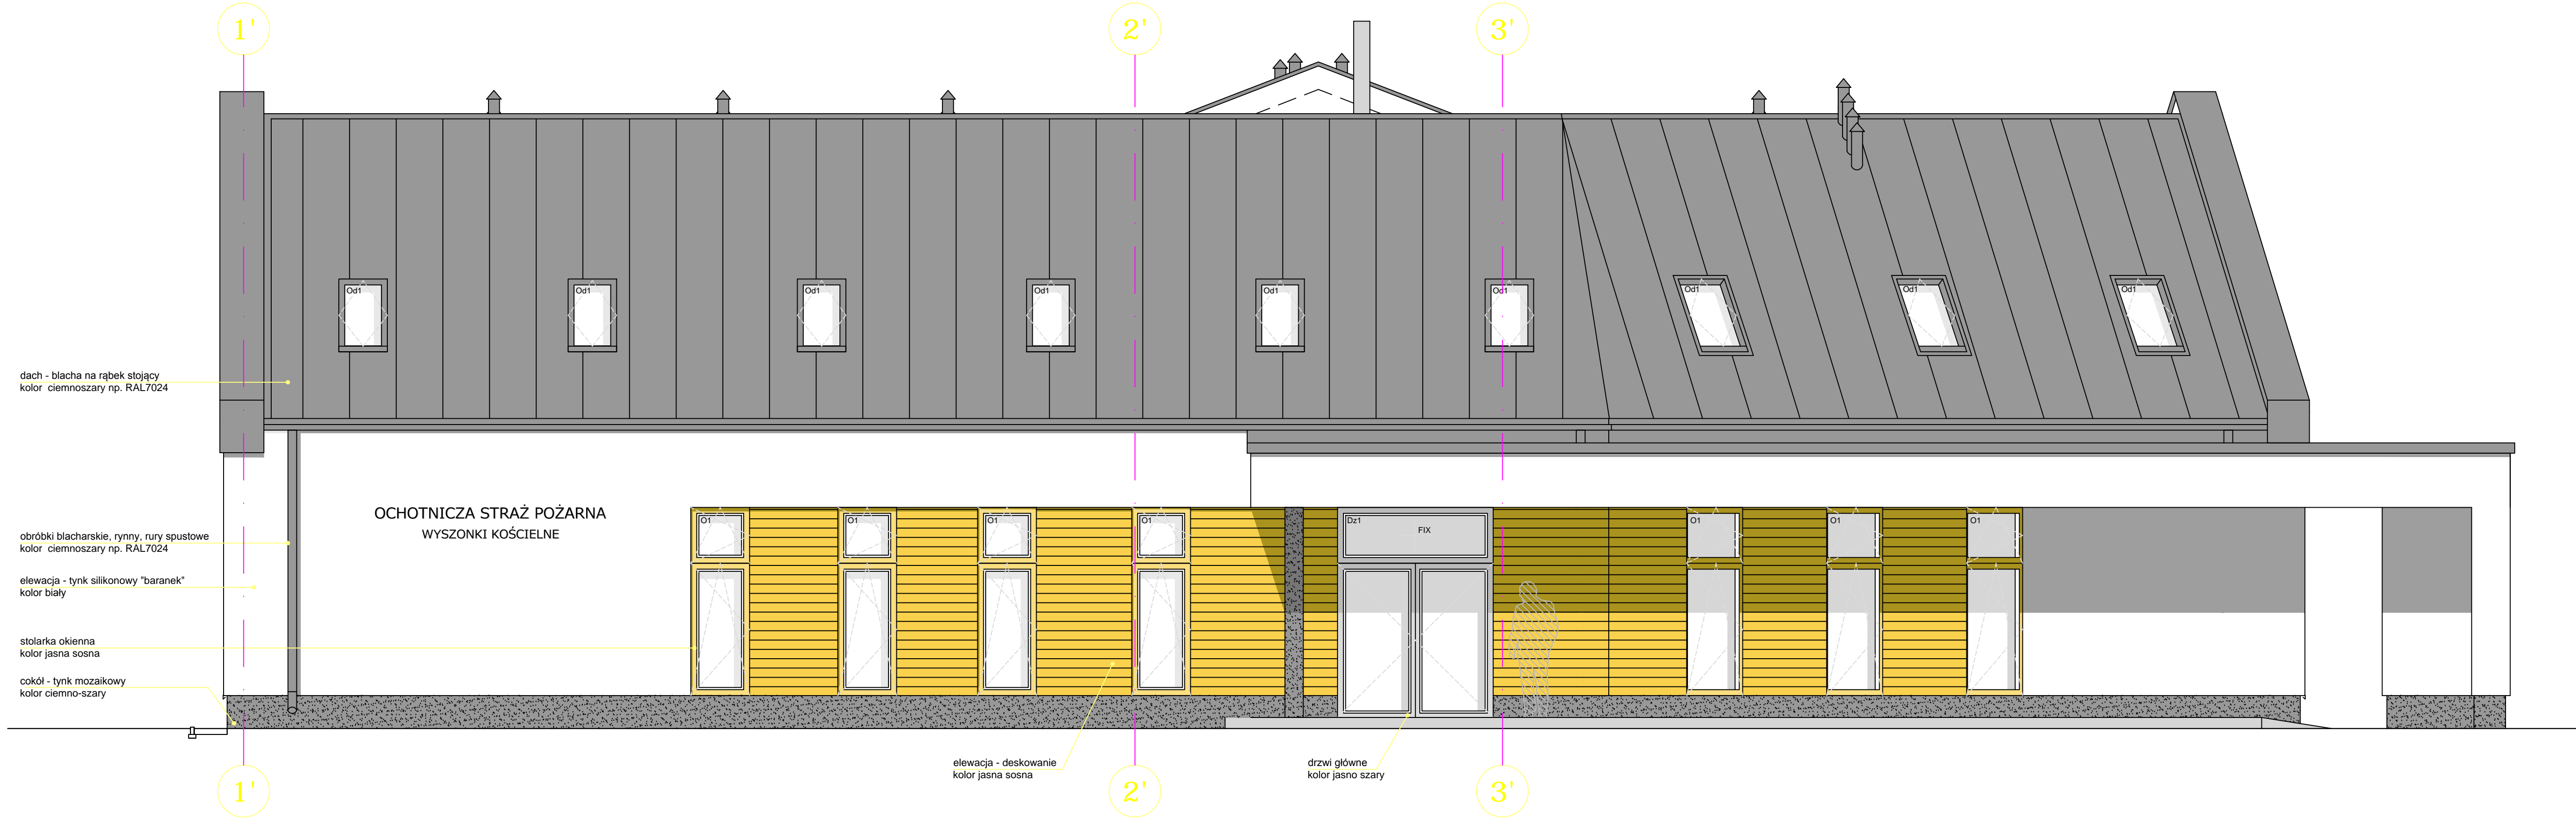 1' 2' 3'
Od1 Od1 Od1 Od1 Od1 Od1 Od1 Od1 Od1
dach - blacha na rąbek stojący
kolor ciemnoszary np. RAL7024
OCHOTNICZA STRAŻ POŻARNA
WYSZONKI KOŚCIELNE
O1 O1 O1 O1 Dz1 FIX O1 O1 O1
obróbki blacharskie, rynny, rury spustowe
kolor ciemnoszary np. RAL7024
elewacja - tynk silikonowy "baranek"
kolor biały
stolarka okienna
kolor jasna sosna
cokół - tynk mozaikowy
kolor ciemno-szary
elewacja - deskowanie
kolor jasna sosna
drzwi główne
kolor jasno szary
1' 2' 3'